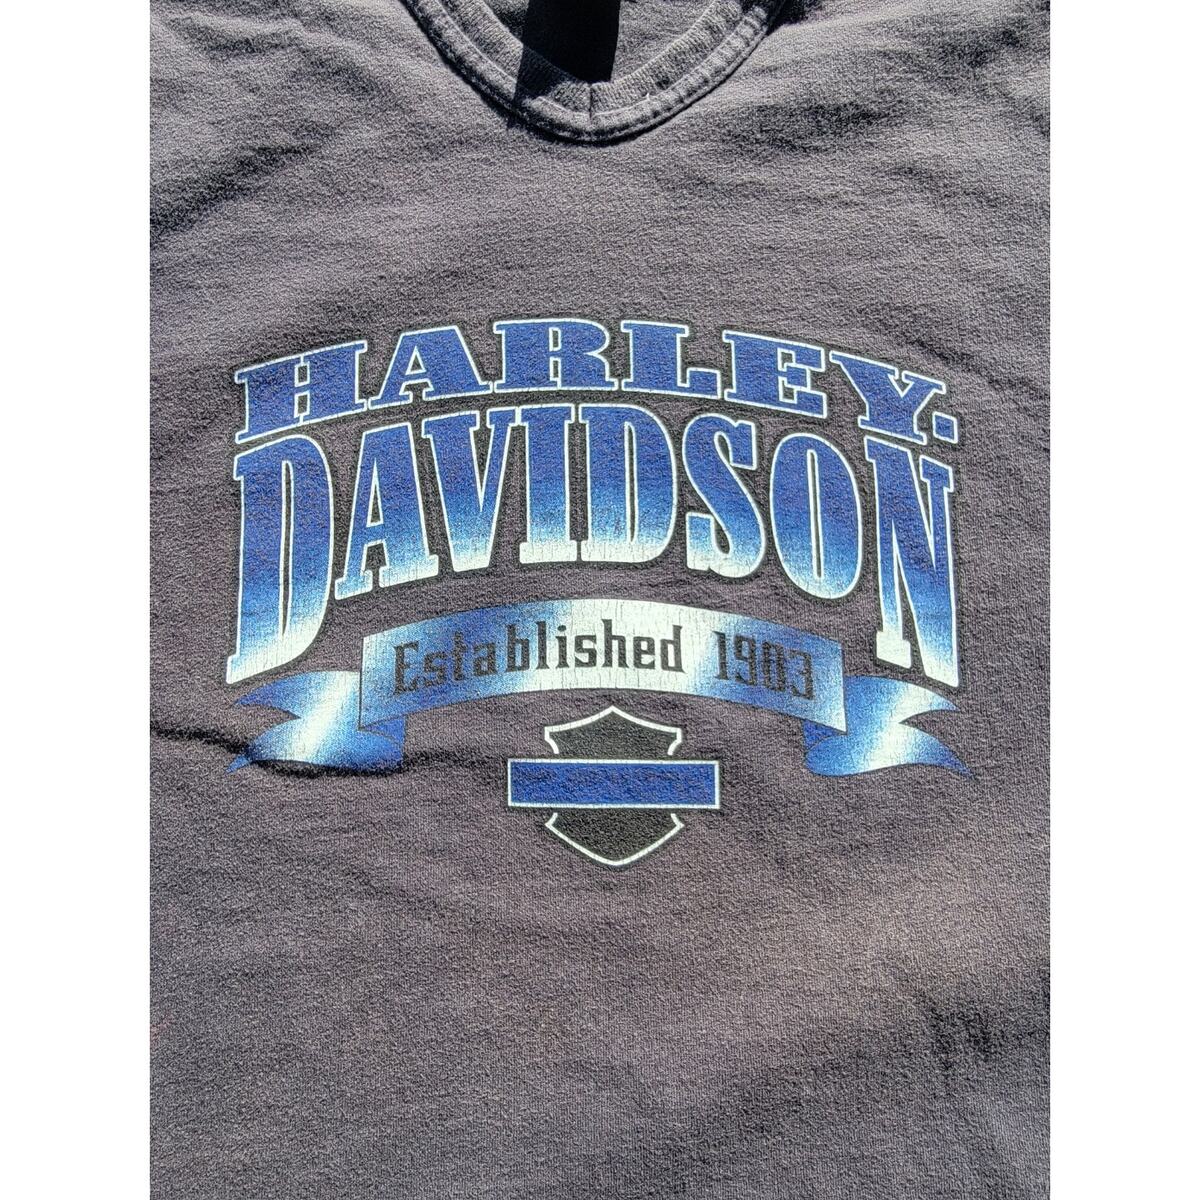 HARLEY-
DAVIDSON
Established 1903